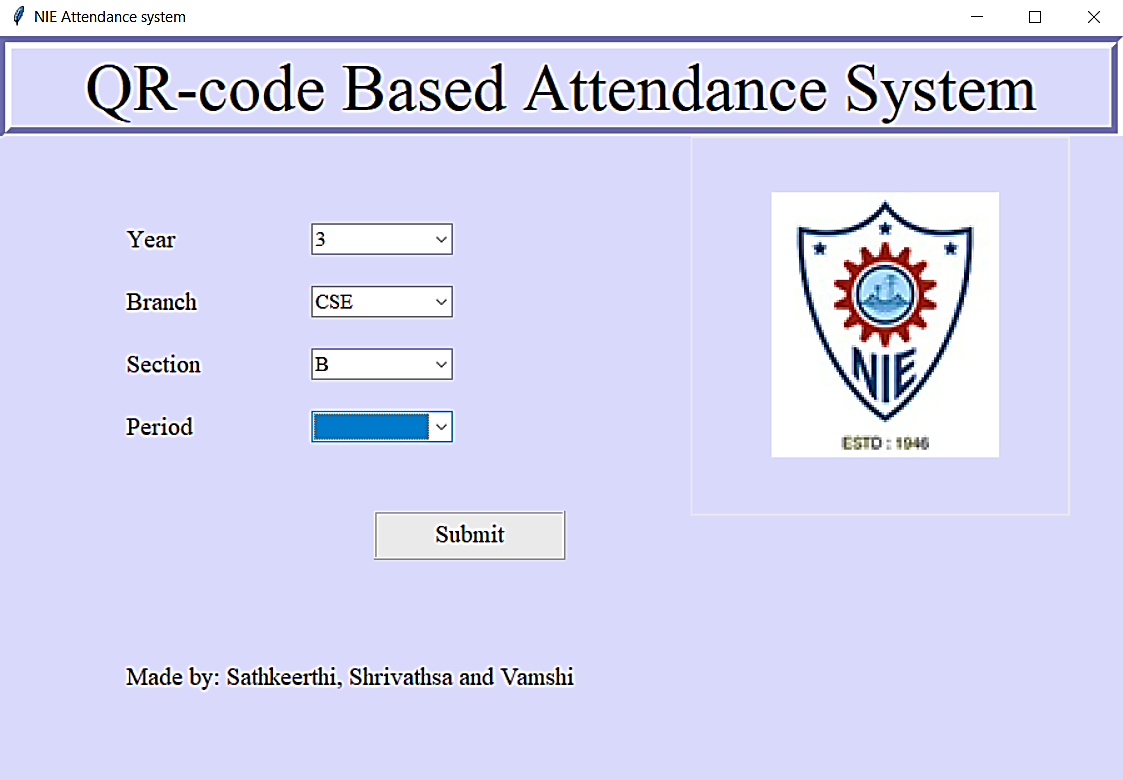 NIE Attendance system
QR-code Based Attendance System
Year 3
Branch CSE
Section B
Period
Submit
NIE
ESTD : 1946
Made by: Sathkeerthi, Shrivathsa and Vamshi